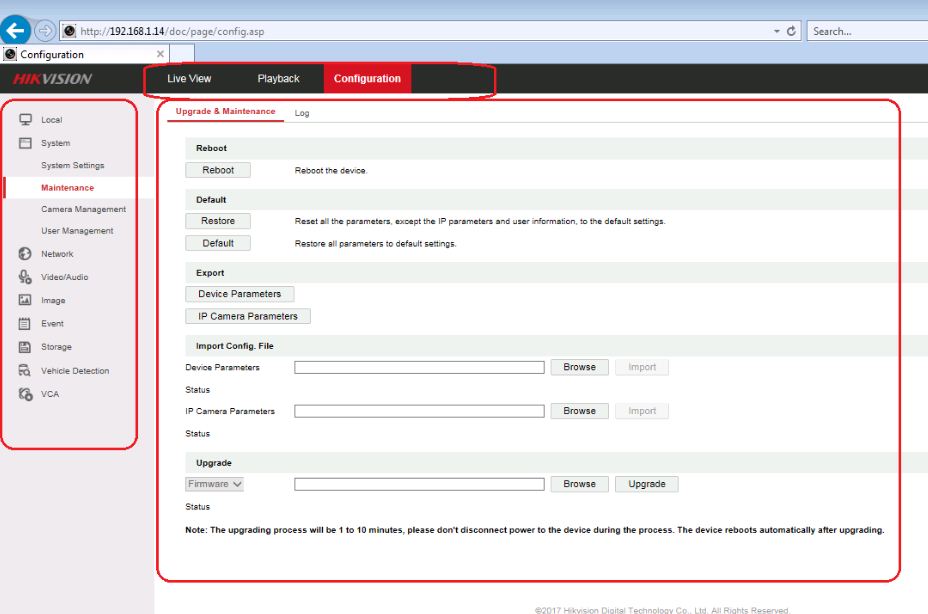 http://192.168.1.14/doc/page/config.asp
Search...
Configuration
HIKVISION
Live View Playback Configuration
Local
System
System Settings
Maintenance
Camera Management
User Management
Network
Video/Audio
Image
Event
Storage
Vehicle Detection
VCA
Upgrade & Maintenance Log
Reboot
Reboot Reboot the device.
Default
Restore Reset all the parameters, except the IP parameters and user information, to the default settings.
Default Restore all parameters to default settings.
Export
Device Parameters
IP Camera Parameters
Import Config. File
Device Parameters Browse Import
Status
IP Camera Parameters Browse Import
Status
Upgrade
Firmware Browse Upgrade
Status
Note: The upgrading process will be 1 to 10 minutes, please don't disconnect power to the device during the process. The device reboots automatically after upgrading.
©2017 Hikvision Digital Technology Co., Ltd. All Rights Reserved.